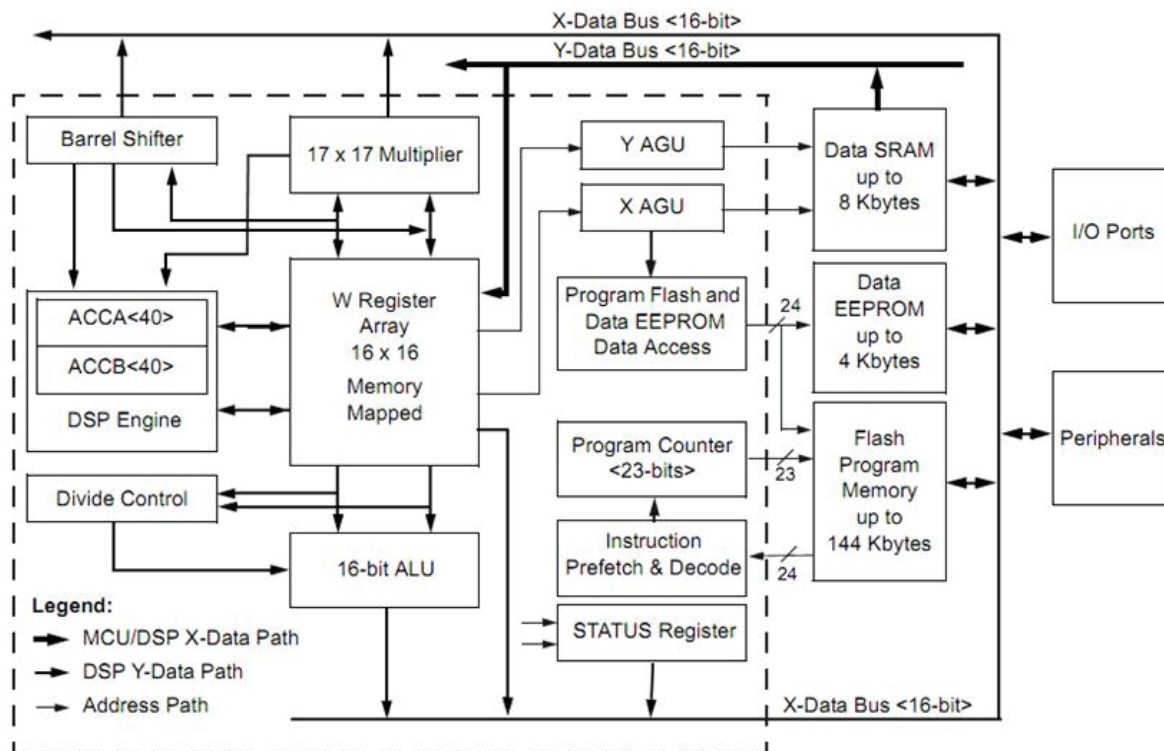 X-Data Bus <16-bit>
Y-Data Bus <16-bit>
Barrel Shifter
17 x 17 Multiplier
Y AGU
X AGU
Data SRAM
up to
8 Kbytes
I/O Ports
ACCA<40>
ACCB<40>
DSP Engine
W Register
Array
16 x 16
Memory
Mapped
Program Flash and
Data EEPROM
Data Access
24
Data
EEPROM
up to
4 Kbytes
Program Counter
<23-bits>
23
Flash
Program
Memory
up to
144 Kbytes
Peripherals
Divide Control
16-bit ALU
Instruction
Prefetch & Decode
24
STATUS Register
Legend:
MCU/DSP X-Data Path
DSP Y-Data Path
Address Path
X-Data Bus <16-bit>